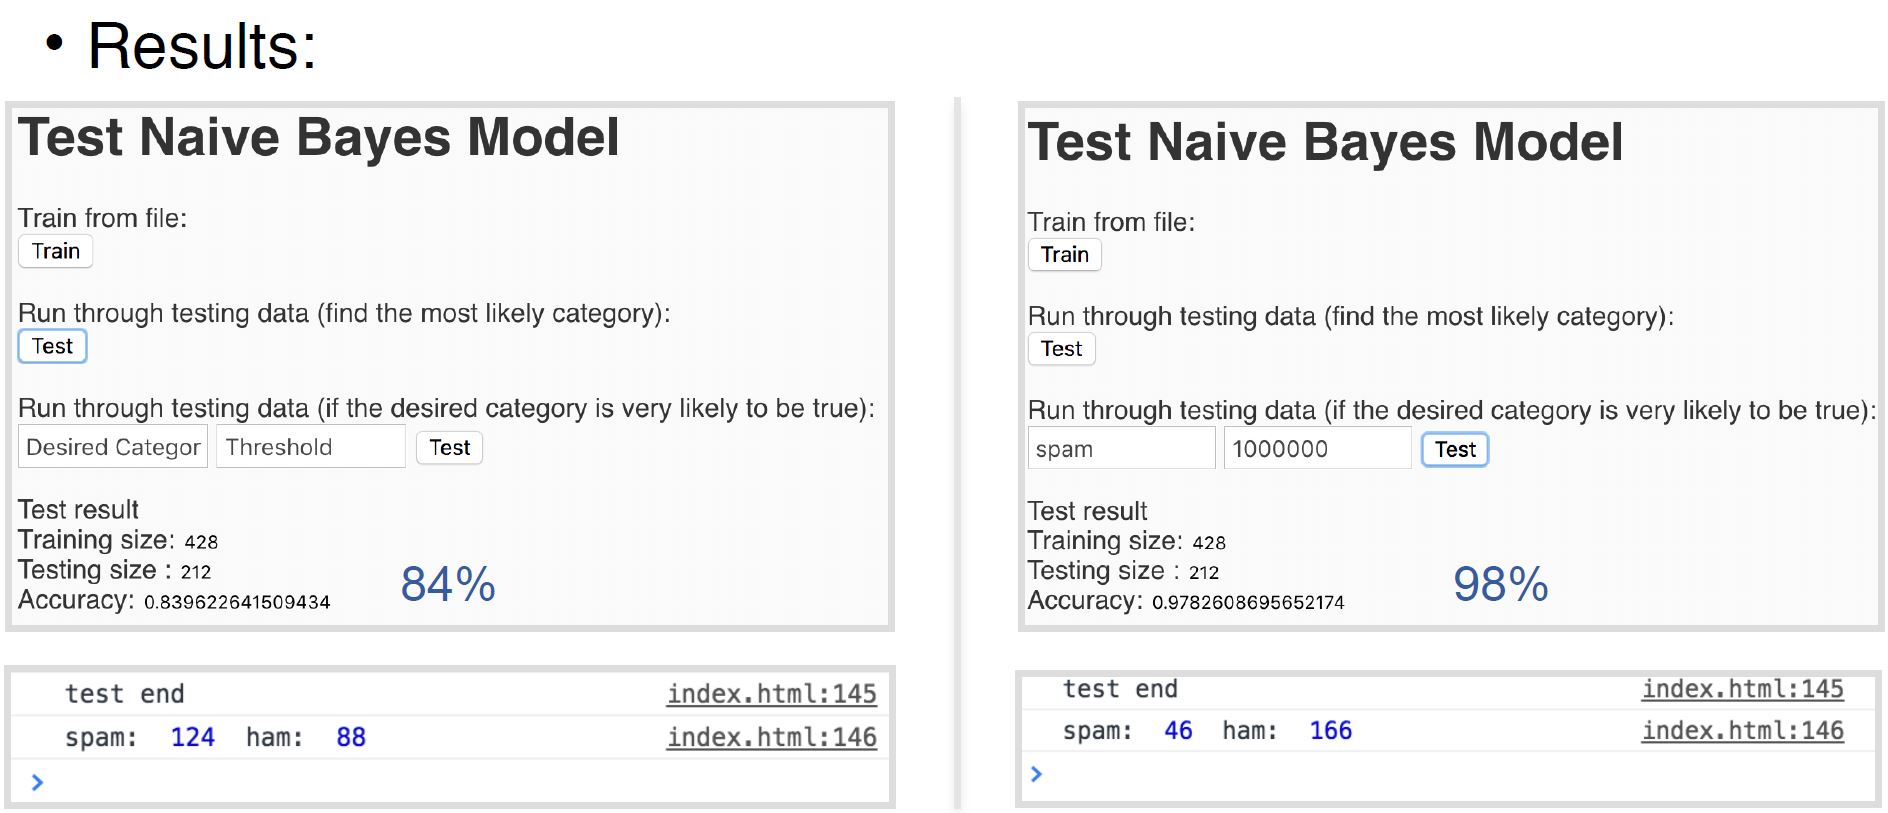 • Results:
Test Naive Bayes Model
Train from file:
Train
Run through testing data (find the most likely category):
Test
Run through testing data (if the desired category is very likely to be true):
Desired Categor Threshold Test
Test result
Training size: 428
Testing size : 212
Accuracy: 0.839622641509434
84%
test end index.html:145
spam: 124 ham: 88 index.html:146
>
Test Naive Bayes Model
Train from file:
Train
Run through testing data (find the most likely category):
Test
Run through testing data (if the desired category is very likely to be true):
spam 1000000 Test
Test result
Training size: 428
Testing size : 212
Accuracy: 0.9782608695652174
98%
test end index.html:145
spam: 46 ham: 166 index.html:146
>